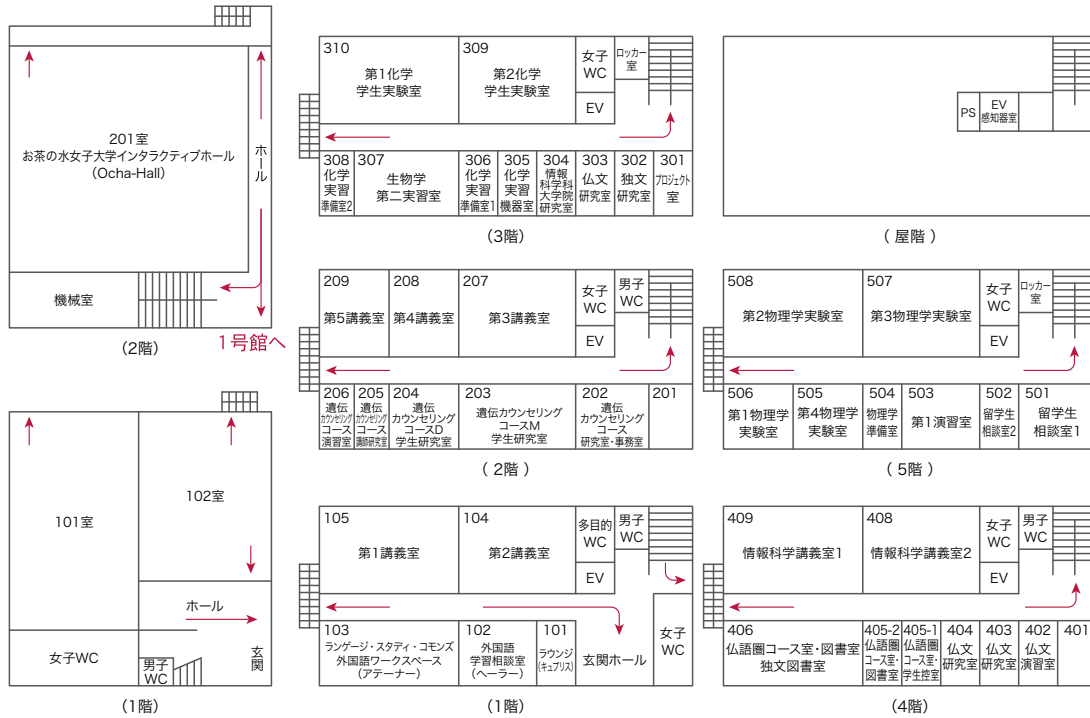 201室
お茶の水女子大学インタラクティブホール
(Ocha-Hall)
ホール
機械室
(2階)
1号館へ
101室
102室
ホール
女子WC
男子
WC
玄関
(1階)
310
第1化学
学生実験室
309
第2化学
学生実験室
女子
WC
ロッカー
室
EV
308
化学
実習
準備室2
307
生物学
第二実習室
306
化学
実習
準備室1
305
化学
実習
機器室
304
情報
科学科
大学院
研究室
303
仏文
研究室
302
独文
研究室
301
プロジェクト
室
(3階)
PS
EV
感知器室
( 屋階 )
209
第5講義室
208
第4講義室
207
第3講義室
女子
WC
男子
WC
EV
206
遺伝
カウンセリング
コース
演習室
205
遺伝
カウンセリング
コース
講師研究室
204
遺伝
カウンセリング
コースD
学生研究室
203
遺伝カウンセリング
コースM
学生研究室
202
遺伝
カウンセリング
コース
研究室・事務室
201
( 2階 )
508
第2物理学実験室
507
第3物理学実験室
女子
WC
ロッカー
室
EV
506
第1物理学
実験室
505
第4物理学
実験室
504
物理学
準備室
503
第1演習室
502
留学生
相談室2
501
留学生
相談室1
( 5階 )
105
第1講義室
104
第2講義室
多目的
WC
男子
WC
EV
103
ランゲージ・スタディ・コモンズ
外国語ワークスペース
(アテーナー)
102
外国語
学習相談室
(ヘーラー)
101
ラウンジ
(キュプリス)
玄関ホール
女子
WC
(1階)
409
情報科学講義室1
408
情報科学講義室2
女子
WC
男子
WC
EV
406
仏語圏コース室・図書室
独文図書室
405-2
仏語圏
コース室・
図書室
405-1
仏語圏
コース室・
学生控室
404
仏文
研究室
403
仏文
研究室
402
仏文
演習室
401
(4階)